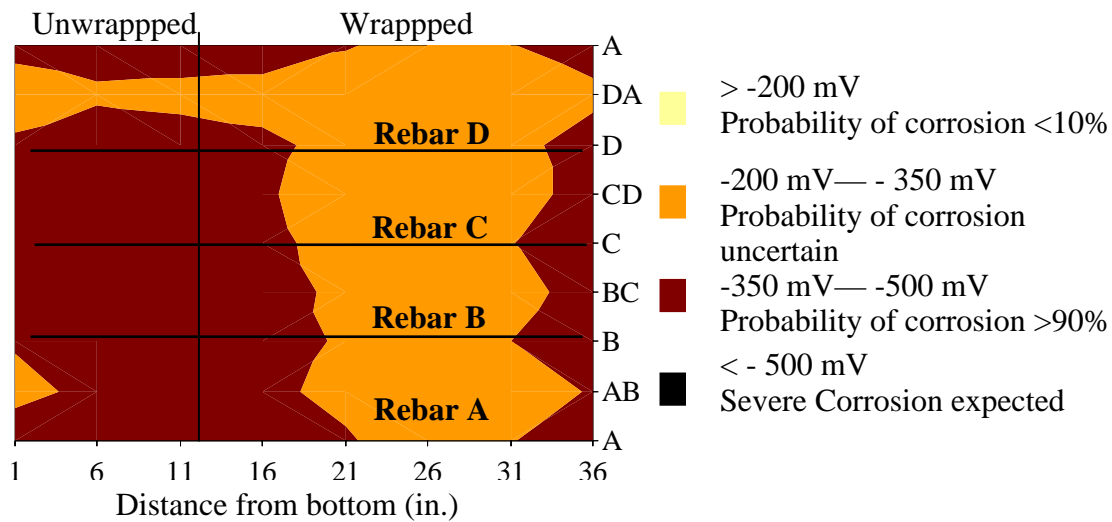 Unwrappped
Wrappped
A
DA
D
CD
C
BC
B
AB
A
Rebar D
Rebar C
Rebar B
Rebar A
1
6
11
16
21
26
31
36
Distance from bottom (in.)
> -200 mV
Probability of corrosion <10%
-200 mV— - 350 mV
Probability of corrosion
uncertain
-350 mV— -500 mV
Probability of corrosion >90%
< - 500 mV
Severe Corrosion expected